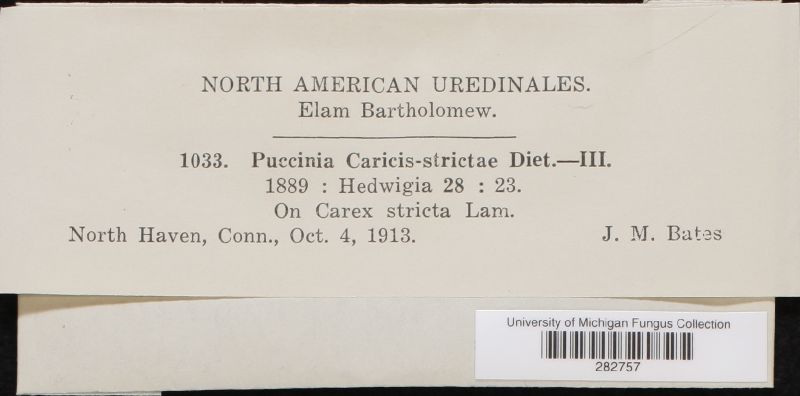 NORTH AMERICAN UREDINALES.
Elam Bartholomew.
1033. Puccinia Caricis-strictae Diet.—III.
1889 : Hedwigia 28 : 23.
On Carex stricta Lam.
North Haven, Conn., Oct. 4, 1913. J. M. Bates
University of Michigan Fungus Collection
282757